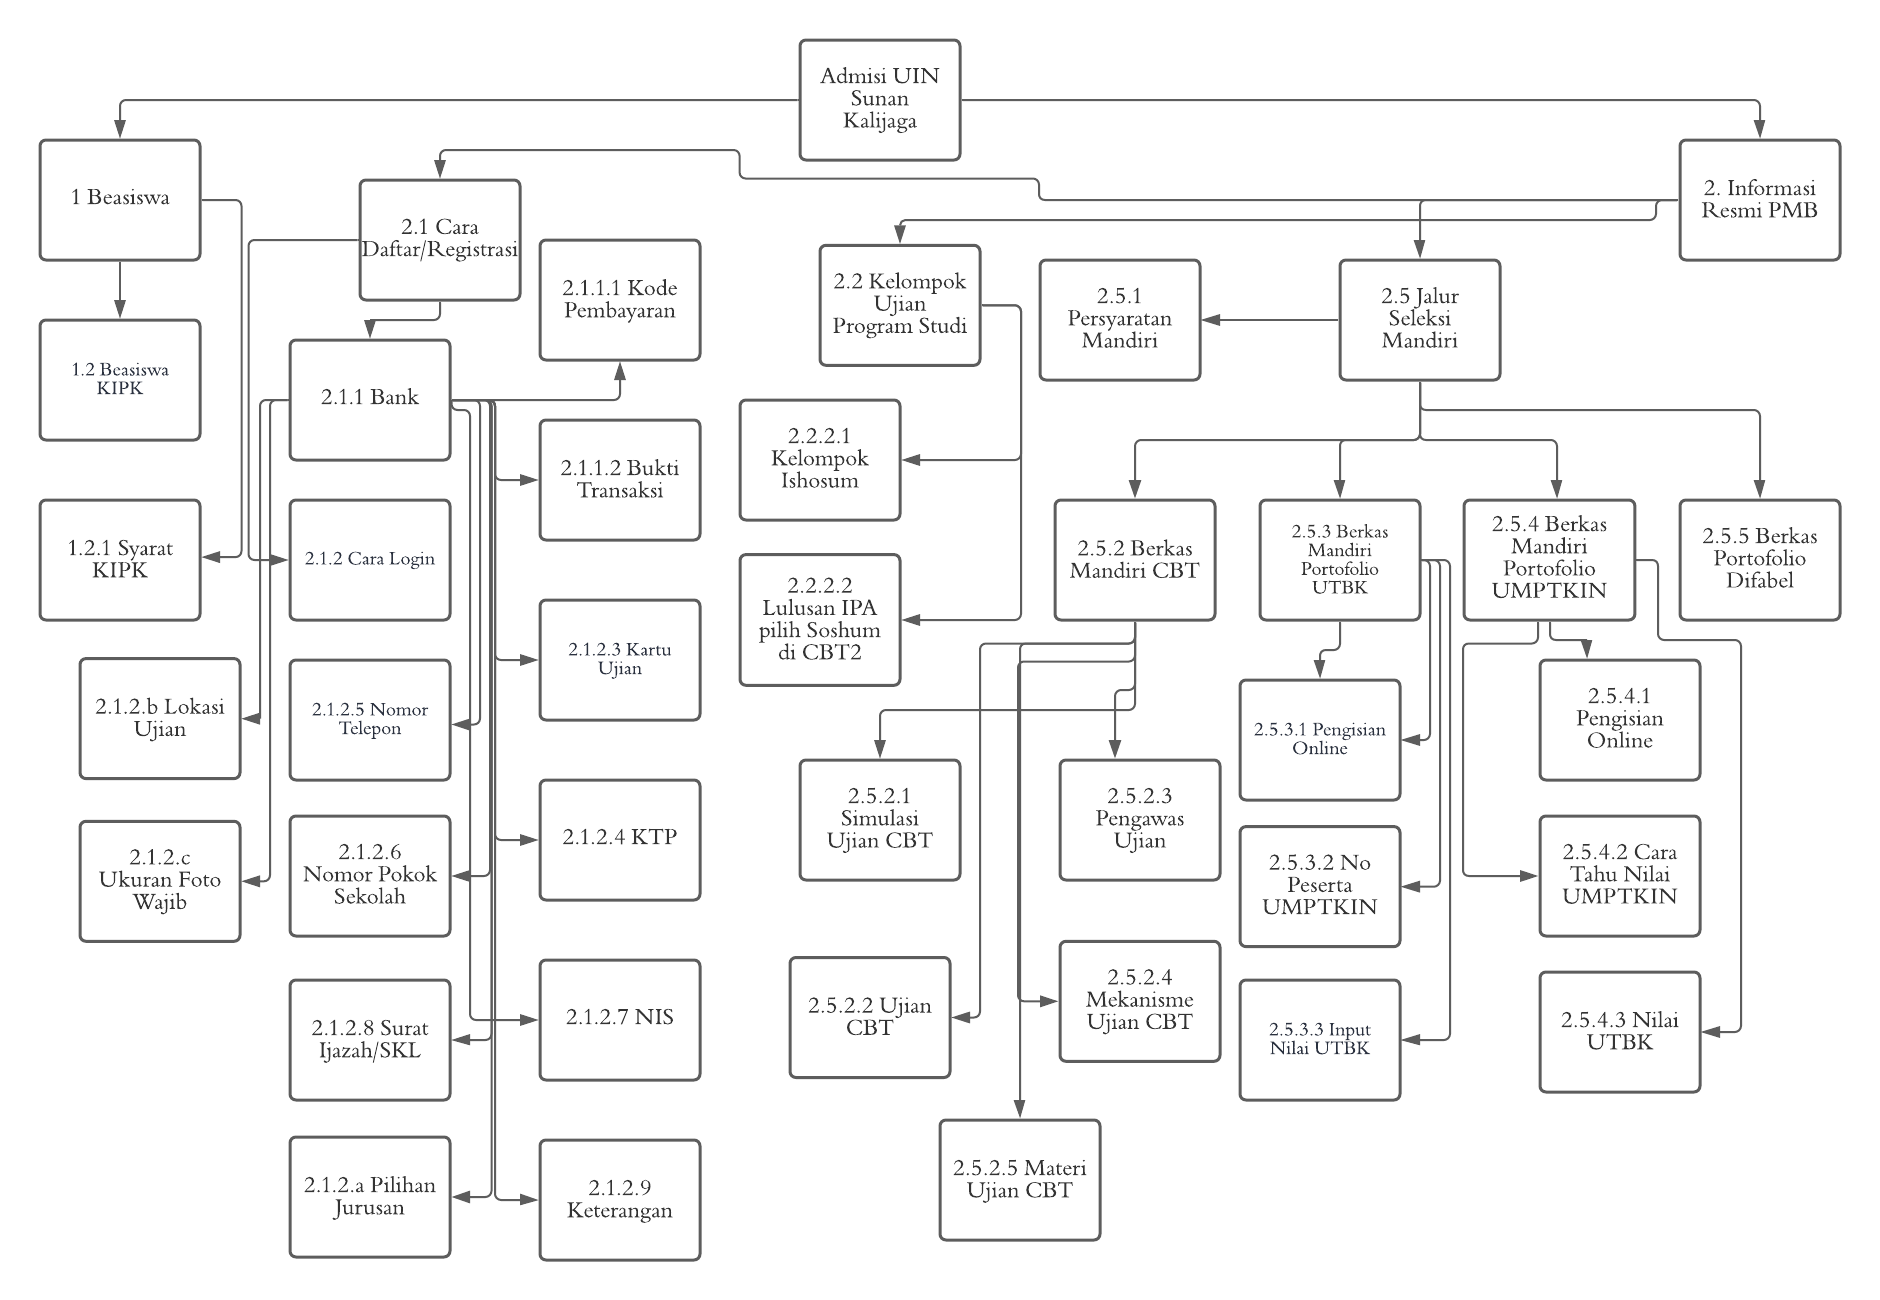 Admisi UIN
Sunan
Kalijaga
1 Beasiswa
2.1 Cara
Daftar/Registrasi
2. Informasi
Resmi PMB
2.1.1.1 Kode
Pembayaran
2.2 Kelompok
Ujian
Program Studi
2.5.1
Persyaratan
Mandiri
2.5 Jalur
Seleksi
Mandiri
1.2 Beasiswa
KIPK
2.1.1 Bank
2.1.1.2 Bukti
Transaksi
2.2.2.1
Kelompok
Ishosum
1.2.1 Syarat
KIPK
2.1.2 Cara Login
2.5.2 Berkas
Mandiri CBT
2.5.3 Berkas
Mandiri
Portofolio
UTBK
2.5.4 Berkas
Mandiri
Portofolio
UMPTKIN
2.5.5 Berkas
Portofolio
Difabel
2.2.2.2
Lulusan IPA
pilih Soshum
di CBT2
2.1.2.3 Kartu
Ujian
2.1.2.b Lokasi
Ujian
2.1.2.5 Nomor
Telepon
2.5.3.1 Pengisian
Online
2.5.4.1
Pengisian
Online
2.5.2.1
Simulasi
Ujian CBT
2.5.2.3
Pengawas
Ujian
2.1.2.4 KTP
2.1.2.c
Ukuran Foto
Wajib
2.1.2.6
Nomor Pokok
Sekolah
2.5.3.2 No
Peserta
UMPTKIN
2.5.4.2 Cara
Tahu Nilai
UMPTKIN
2.1.2.8 Surat
Ijazah/SKL
2.1.2.7 NIS
2.5.2.2 Ujian
CBT
2.5.2.4
Mekanisme
Ujian CBT
2.5.3.3 Input
Nilai UTBK
2.5.4.3 Nilai
UTBK
2.1.2.a Pilihan
Jurusan
2.1.2.9
Keterangan
2.5.2.5 Materi
Ujian CBT